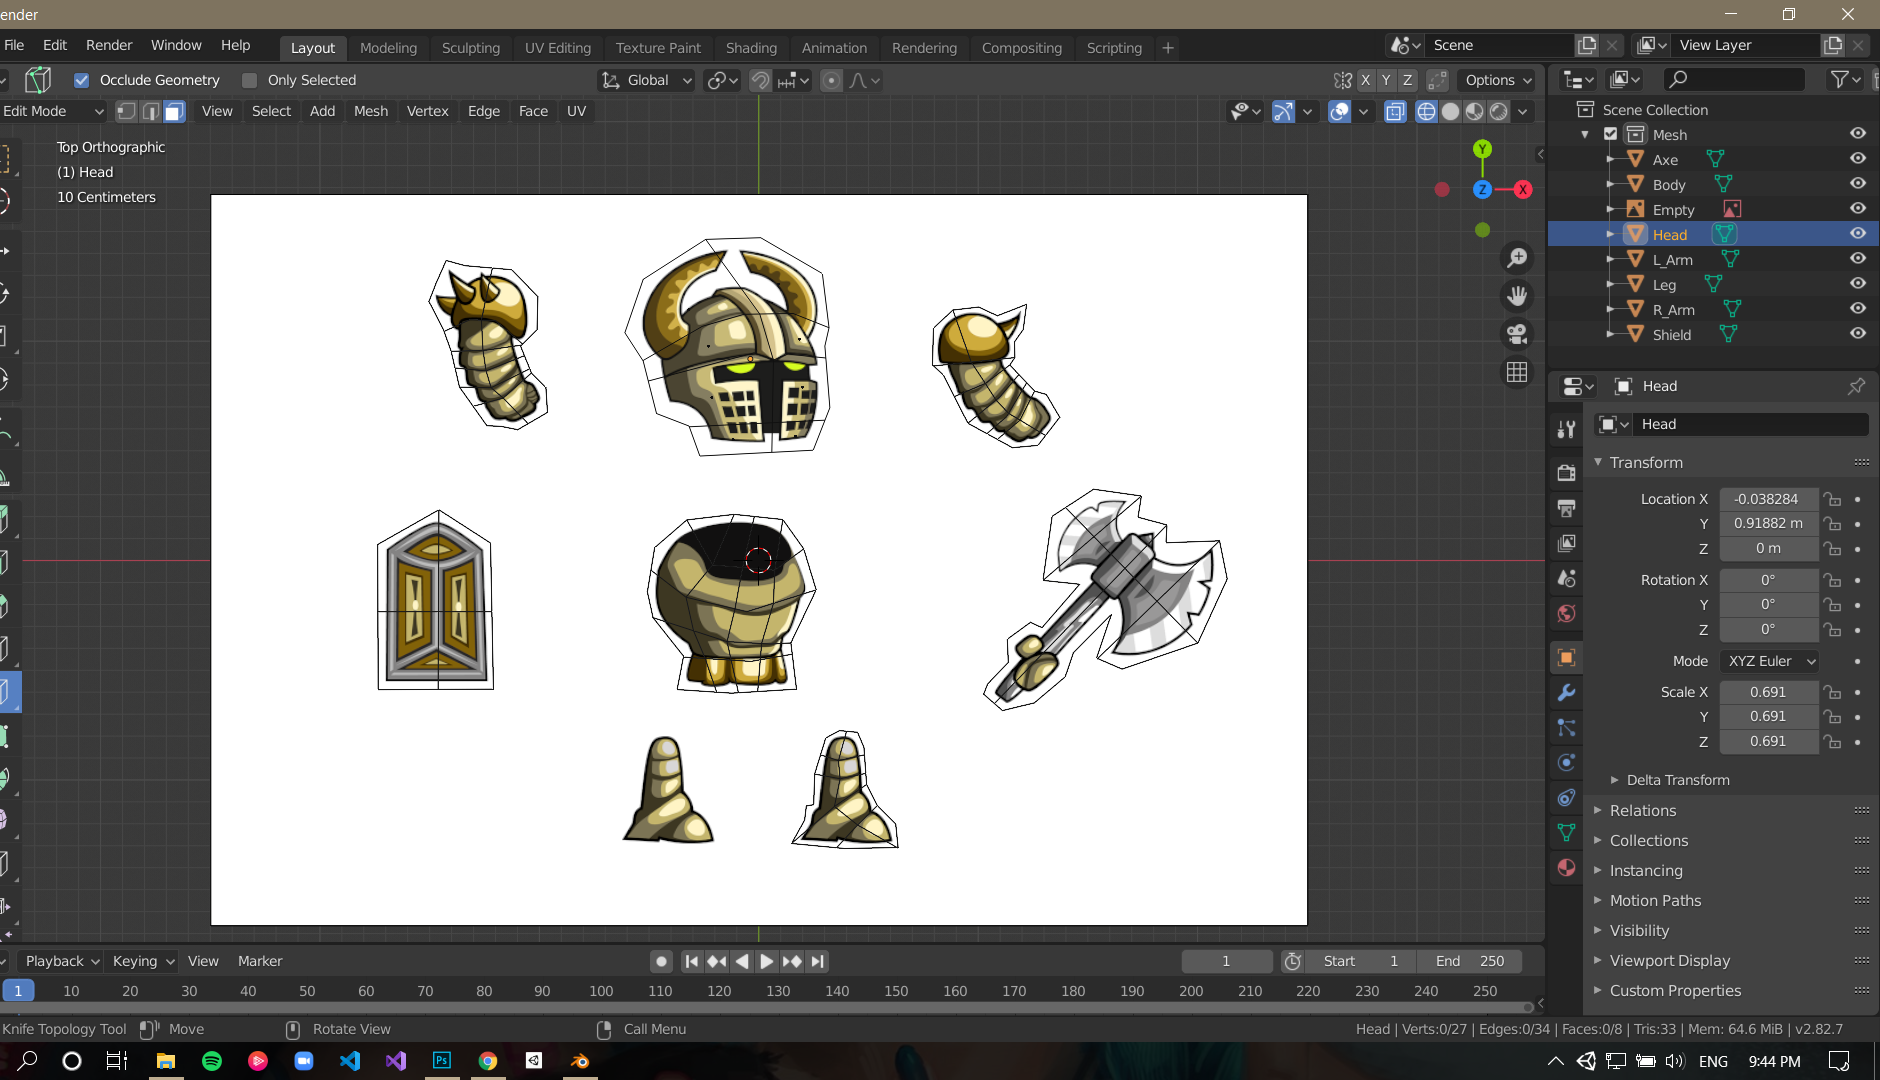 ender
File Edit Render Window Help Layout Modeling Sculpting UV Editing Texture Paint Shading Animation Rendering Compositing Scripting + Scene View Layer
Occlude Geometry Only Selected Global X Y Z Options
Edit Mode View Select Add Mesh Vertex Edge Face UV
Top Orthographic
(1) Head
10 Centimeters
Y
Z X
Scene Collection
Mesh
Axe
Body
Empty
Head
L_Arm
Leg
R_Arm
Shield
Head
Head
Transform
Location X -0.038284
Y 0.91882 m
Z 0 m
Rotation X 0°
Y 0°
Z 0°
Mode XYZ Euler
Scale X 0.691
Y 0.691
Z 0.691
Delta Transform
Relations
Collections
Instancing
Motion Paths
Visibility
Viewport Display
Custom Properties
Playback Keying View Marker 1 Start 1 End 250
1 10 20 30 40 50 60 70 80 90 100 110 120 130 140 150 160 170 180 190 200 210 220 230 240 250
Knife Topology Tool Move Rotate View Call Menu Head | Verts:0/27 | Edges:0/34 | Faces:0/8 | Tris:33 | Mem: 64.6 MiB | v2.82.7
Ps ENG 9:44 PM